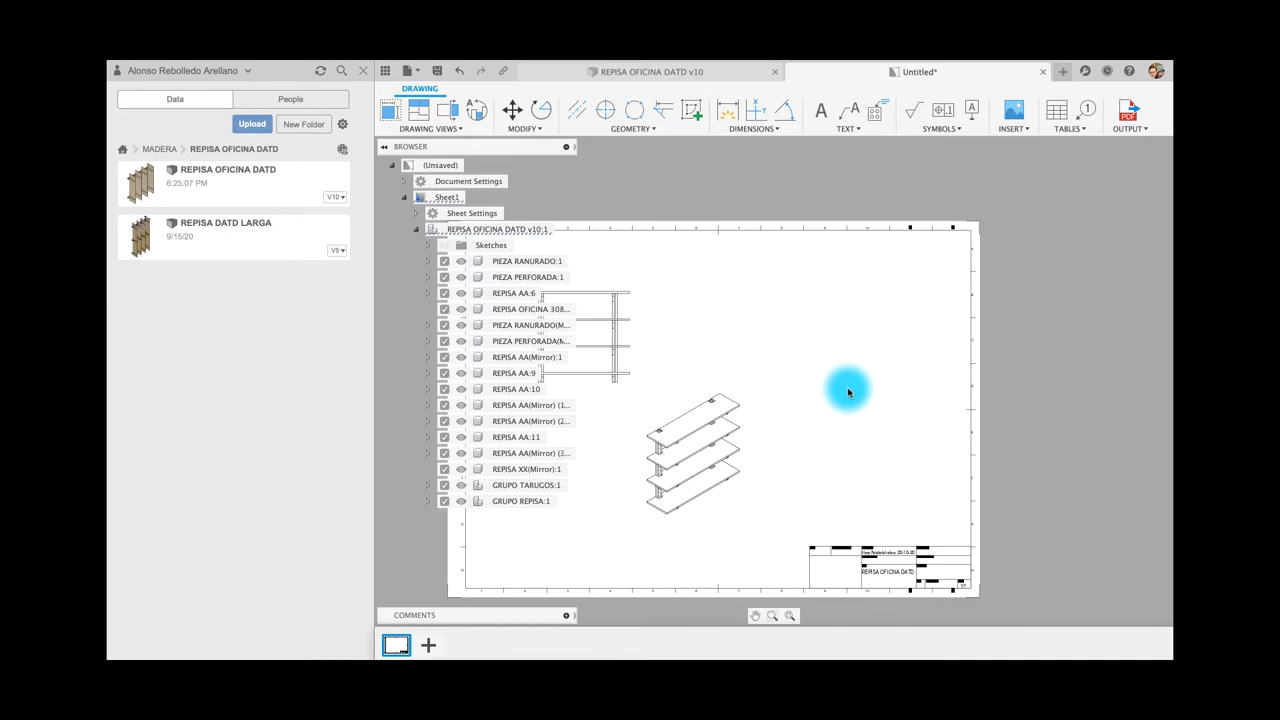 Alonso Rebolledo Arellano
Data
People
Upload
New Folder
MADERA
REPISA OFICINA DATD
REPISA OFICINA DATD
6:25:07 PM
V10
REPISA DATD LARGA
9/15/20
V5
REPISA OFICINA DATD v10
Untitled*
DRAWING
DRAWING VIEWS
MODIFY
GEOMETRY
DIMENSIONS
TEXT
SYMBOLS
INSERT
TABLES
OUTPUT
PDF
BROWSER
(Unsaved)
Document Settings
Sheet1
Sheet Settings
REPISA OFICINA DATD v10:1
Sketches
PIEZA RANURADO:1
PIEZA PERFORADA:1
REPISA AA:6
REPISA OFICINA 308...
PIEZA RANURADO(M...
PIEZA PERFORADA(M...
REPISA AA(Mirror):1
REPISA AA:9
REPISA AA:10
REPISA AA(Mirror) (1...
REPISA AA(Mirror) (2...
REPISA AA:11
REPISA AA(Mirror) (3...
REPISA XX(Mirror):1
GRUPO TARUGOS:1
GRUPO REPISA:1
REPISA OFICINA DATD
COMMENTS